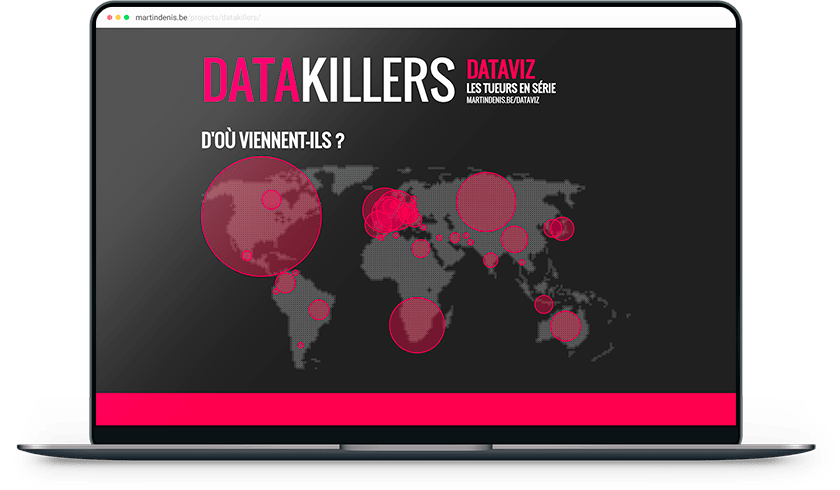 martindenis.be/projects/datakillers/
DATAKILLERS
DATAVIZ
LES TUEURS EN SÉRIE
MARTINDENIS.BE/DATAVIZ
D'OÙ VIENNENT-ILS ?